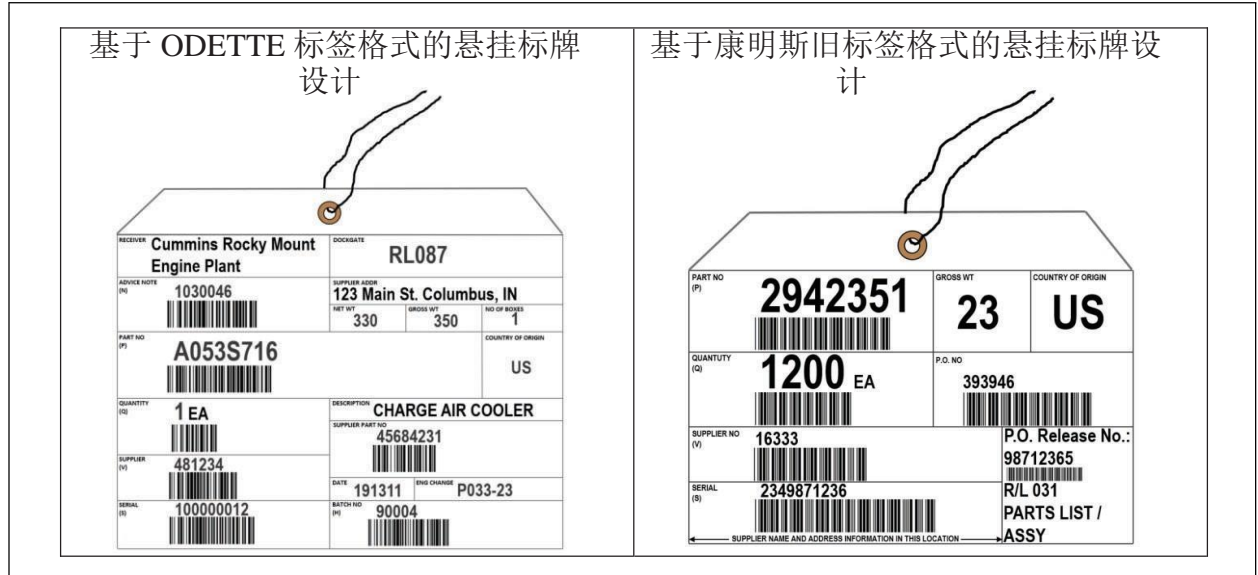 基于 ODETTE 标签格式的悬挂标牌
设计
RECEIVER
Cummins Rocky Mount
Engine Plant
DOCKGATE
RL087
ADVICE NOTE
(N)
1030046
SUPPLIER ADDR
123 Main St. Columbus, IN
NET WT
330
GROSS WT
350
NO OF BOXES
1
PART NO
(P)
A053S716
COUNTRY OF ORIGIN
US
QUANTITY
(Q)
1 EA
DESCRIPTION
CHARGE AIR COOLER
SUPPLIER PART NO
45684231
SUPPLIER
(V)
481234
DATE
191311
ENG CHANGE
P033-23
SERIAL
(S)
100000012
BATCH NO
(H)
90004
基于康明斯旧标签格式的悬挂标牌设
计
PART NO
(P)
2942351
GROSS WT
23
COUNTRY OF ORIGIN
US
QUANTUTY
(Q)
1200 EA
P.O. NO
393946
SUPPLIER NO
(V)
16333
P.O. Release No.:
98712365
SERIAL
(S)
2349871236
R/L 031
PARTS LIST /
ASSY
SUPPLIER NAME AND ADDRESS INFORMATION IN THIS LOCATION